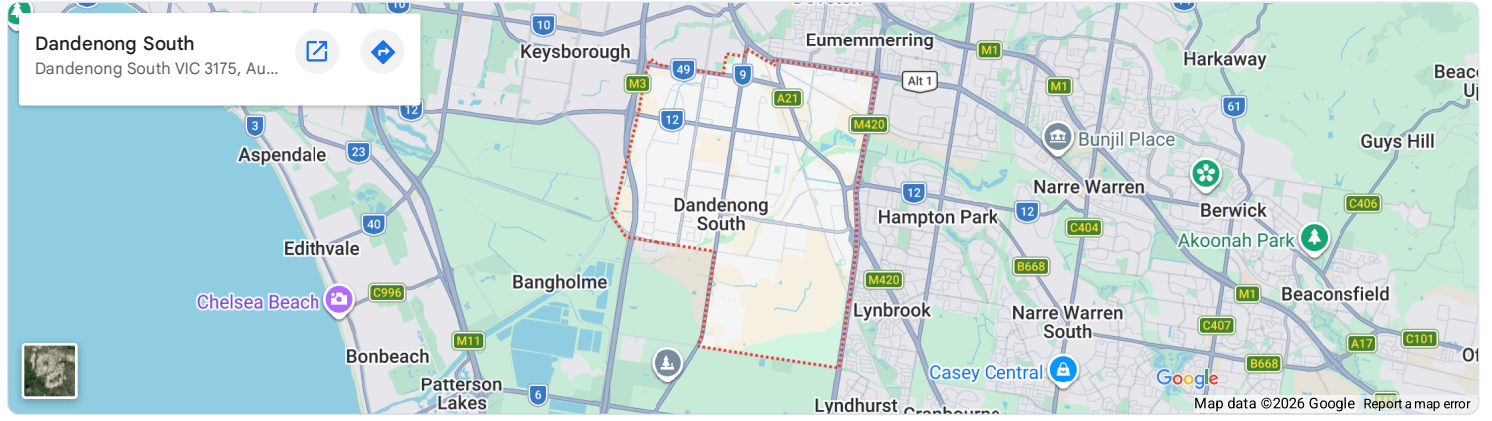 Dandenong South
Dandenong South VIC 3175, Au...
10
10
Keysborough
Eumemmerring
M1
Harkaway
M3
49
9
Alt 1
M1
A21
12
12
M420
61
3
Aspendale
23
Bunjil Place
Guys Hill
Narre Warren
12
Hampton Park
12
Berwick
C406
Dandenong
South
40
C404
Akoonah Park
Edithvale
B668
Bangholme
M420
Chelsea Beach
C996
M1
Beaconsfield
Lynbrook
Narre Warren
South
C407
M11
A17
C101
Bonbeach
B668
Casey Central
Patterson
Lakes
6
Lyndhurst
Google
Map data ©2026 Google
Report a map error